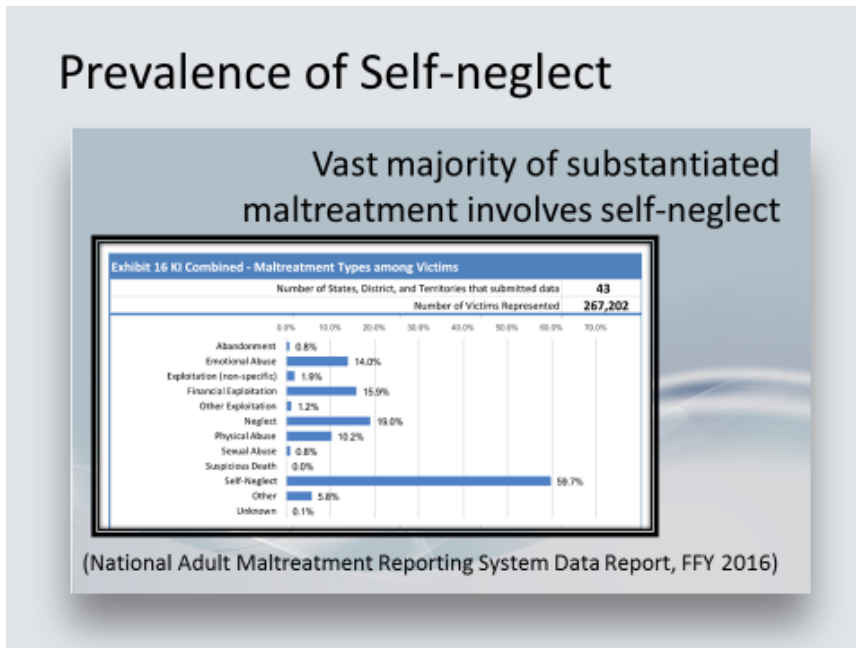 Prevalence of Self-neglect
Vast majority of substantiated
maltreatment involves self-neglect
Exhibit 16 KI Combined - Maltreatment Types among Victims
Number of States, District, and Territories that submitted data 43
Number of Victims Represented 267,202
0.0% 10.0% 20.0% 30.0% 40.0% 50.0% 60.0% 70.0%
Abandonment 0.8%
Emotional Abuse 14.0%
Exploitation (non-specific) 1.9%
Financial Exploitation 15.9%
Other Exploitation 1.2%
Neglect 19.0%
Physical Abuse 10.2%
Sexual Abuse 0.8%
Suspicious Death 0.0%
Self-Neglect 59.7%
Other 5.8%
Unknown 0.1%
(National Adult Maltreatment Reporting System Data Report, FFY 2016)